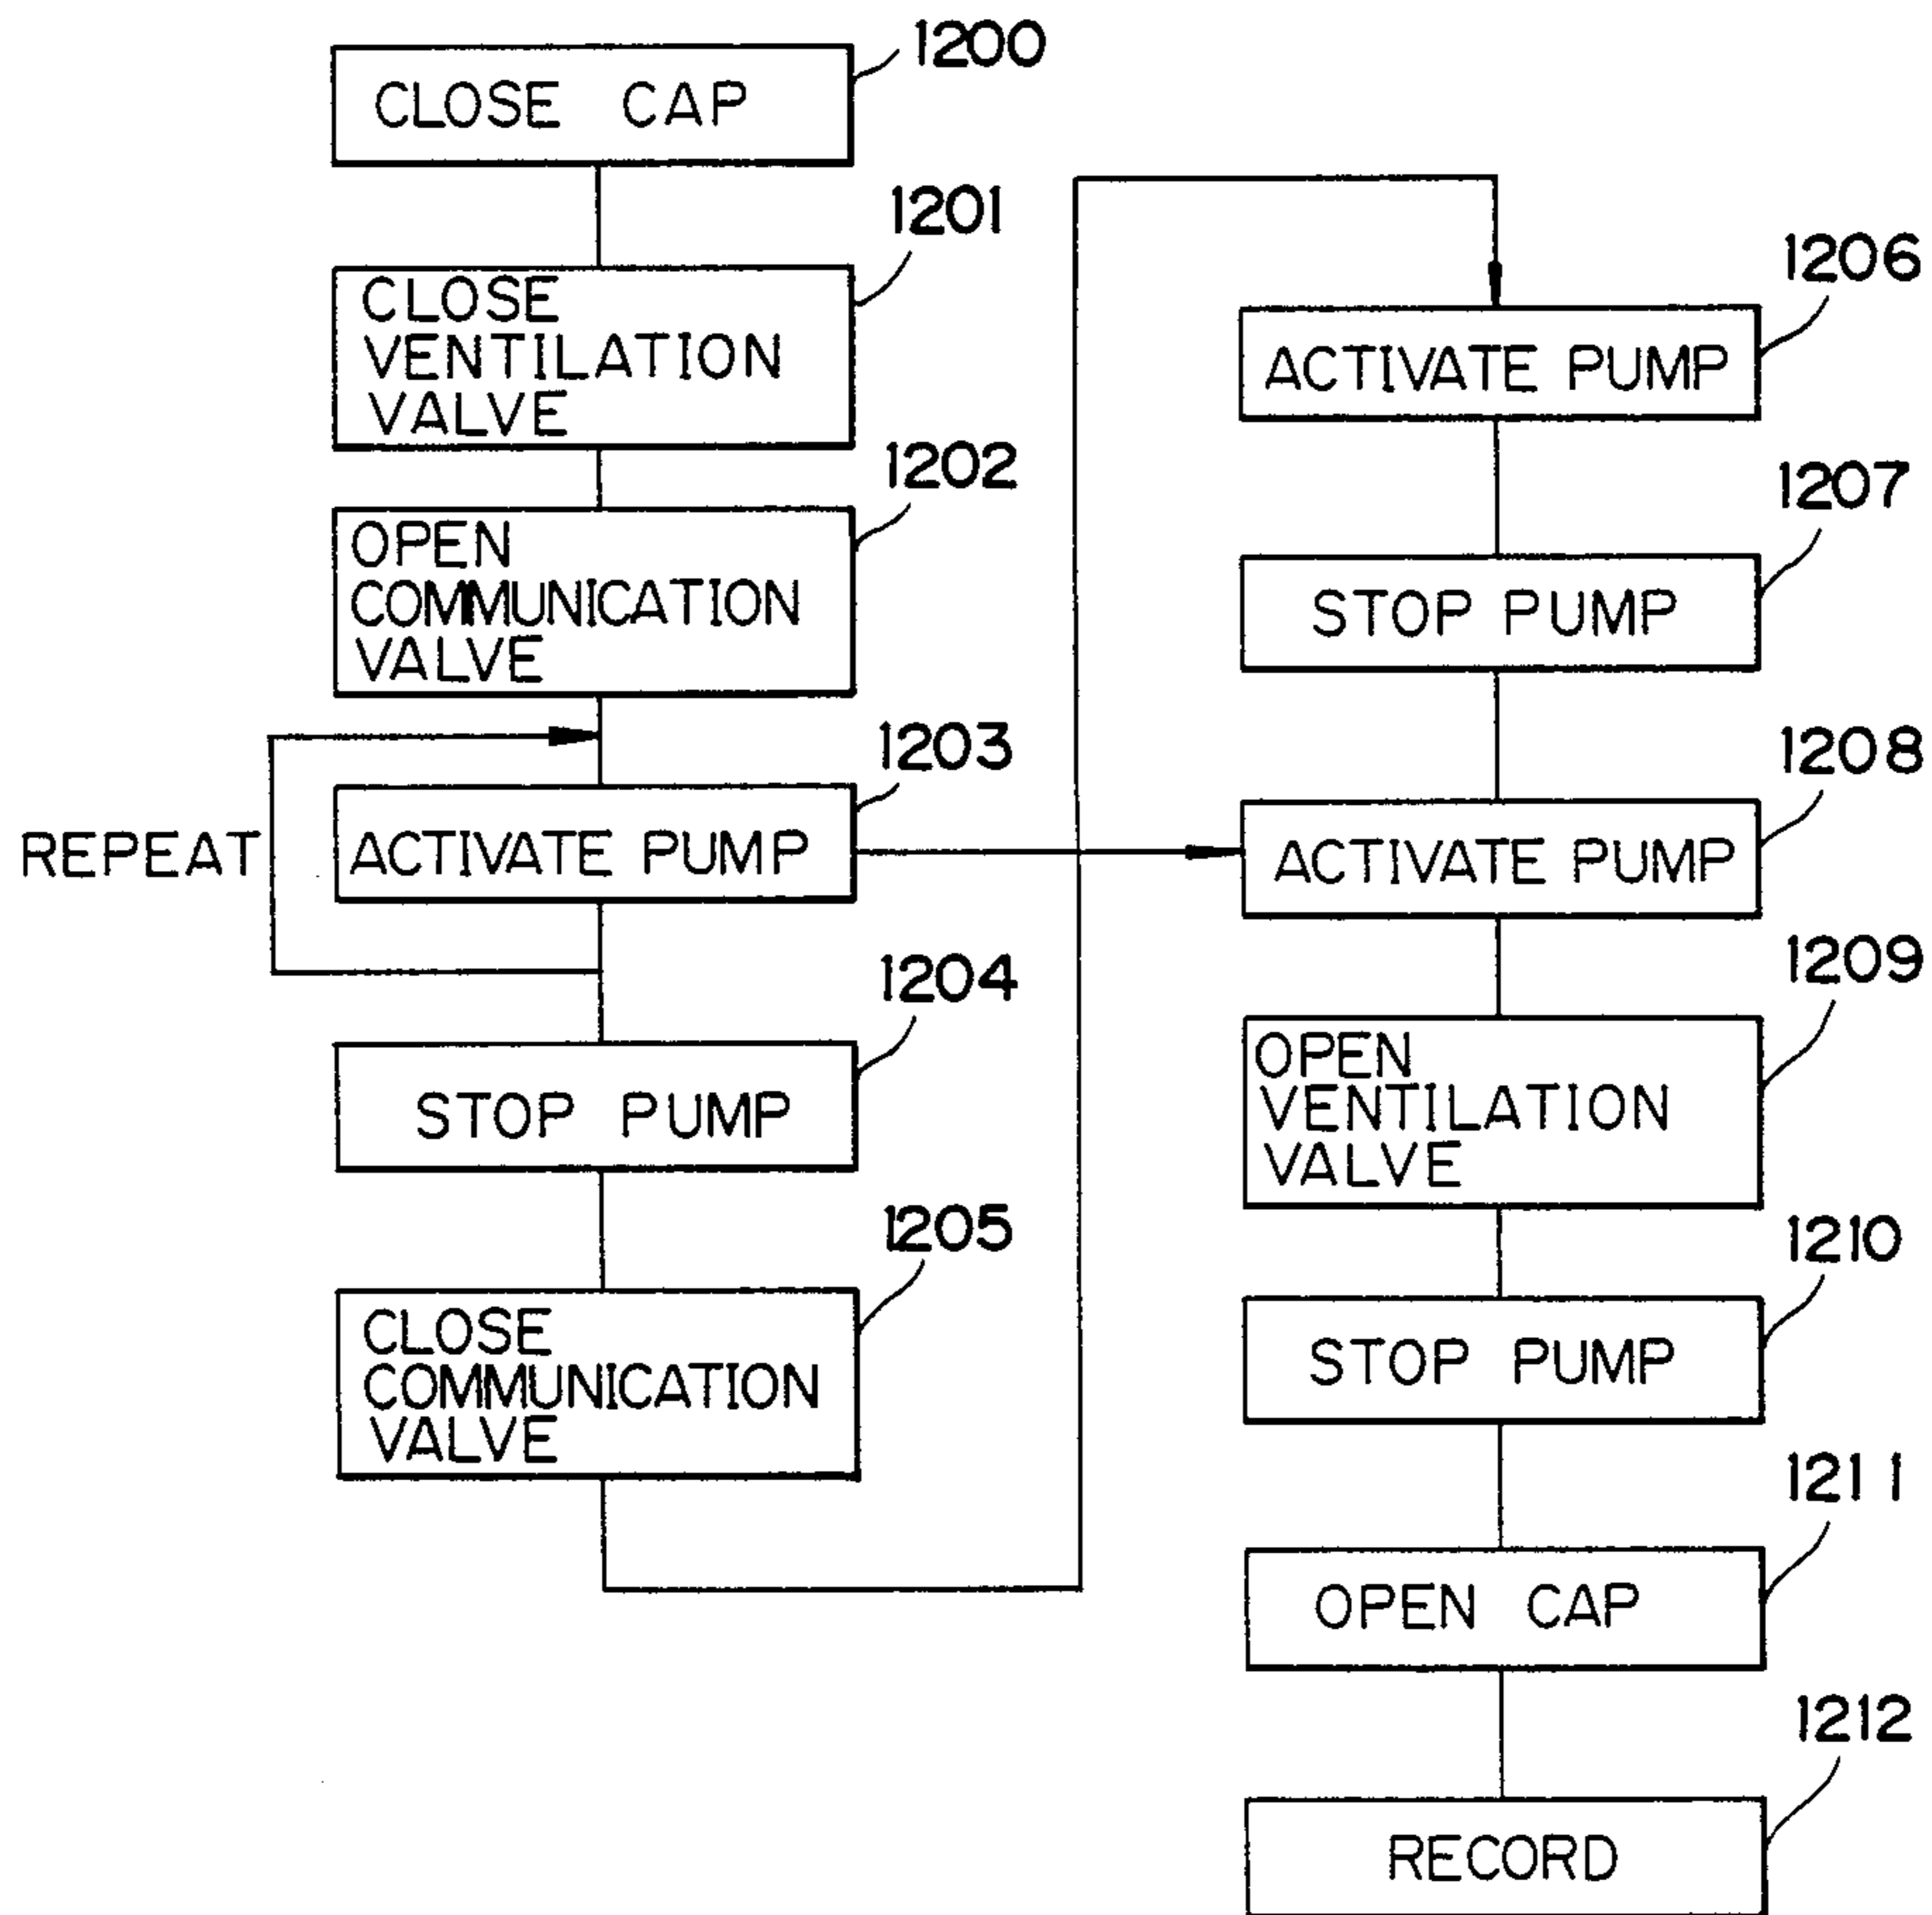 1200
CLOSE CAP
1201
CLOSE
VENTILATION
VALVE
1202
OPEN
COMMUNICATION
VALVE
1203
REPEAT
ACTIVATE PUMP
1204
STOP PUMP
1205
CLOSE
COMMUNICATION
VALVE
1206
ACTIVATE PUMP
1207
STOP PUMP
1208
ACTIVATE PUMP
1209
OPEN
VENTILATION
VALVE
1210
STOP PUMP
1211
OPEN CAP
1212
RECORD